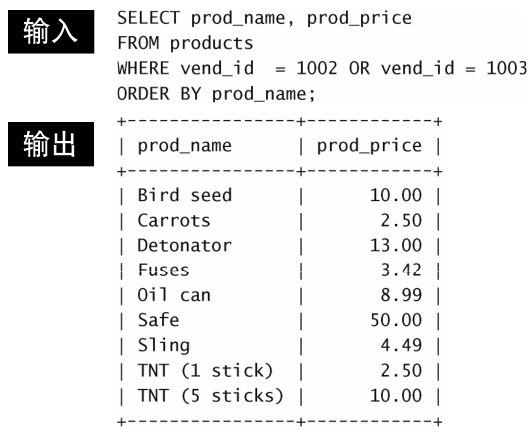 输入
SELECT prod_name, prod_price
FROM products
WHERE vend_id  = 1002 OR vend_id = 1003
ORDER BY prod_name;
输出
+----------------+------------+
| prod_name      | prod_price |
+----------------+------------+
| Bird seed      |      10.00 |
| Carrots        |       2.50 |
| Detonator      |      13.00 |
| Fuses          |       3.42 |
| Oil can        |       8.99 |
| Safe           |      50.00 |
| Sling          |       4.49 |
| TNT (1 stick)  |       2.50 |
| TNT (5 sticks) |      10.00 |
+----------------+------------+